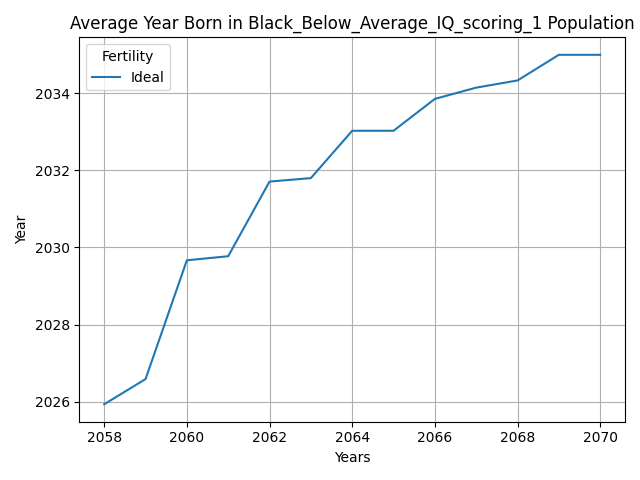 Average Year Born in Black_Below_Average_IQ_scoring_1 Population
Fertility
Ideal
2034
2032
2030
2028
2026
Year
2058 2060 2062 2064 2066 2068 2070
Years